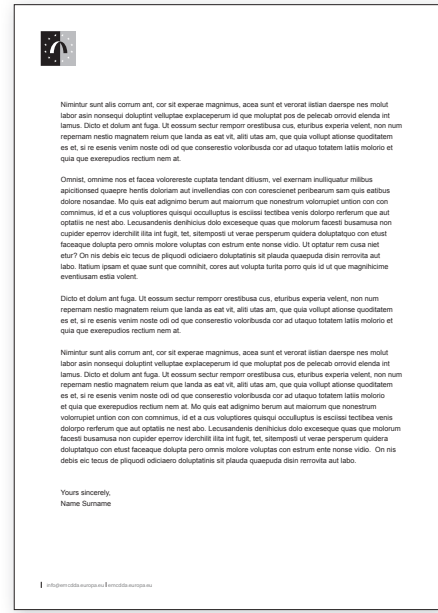 Nimintur sunt alis corrum ant, cor sit experae magnimus, acea sunt et verorat iistian daerspe nes molut
labor asin nonsequi doluptint velluptae explaceperum id que moluptat pos de pelecab orrovid elenda int
lamus. Dicto et dolum ant fuga. Ut eossum sectur remporr orestibusa cus, eturibus experia velent, non num
repernam nestio magnatem reium que landa as eat vit, aliti utas am, que quia vollupt ationse quoditatem
es et, si re esenis venim noste odi od que conserestio voloribusda cor ad utaquo totatem latiis molorio et
quia que exerepudios rectium nem at.
Omnist, omnime nos et facea volorereste cuptata tendant ditiusm, vel exernam inulliquatur milibus
apicitionsed quaepre hentis doloriam aut invellendias con con corescienet peribearum sam quis eatibus
dolore nosandae. Mo quis eat adignimo berum aut maiorrum que nonestrum volorrupiet untion con con
comnimus, id et a cus voluptiores quisqui occulluptus is esciissi tectibea venis dolorpo rerferum que aut
optatiis ne nest abo. Lecusandenis denihicius dolo exceseque quas que molorum facesti busamusa non
cupider eperrov iderchilit ilita int fugit, tet, sitemposti ut verae persperum quidera doluptatquo con etust
faceaque dolupta pero omnis molore voluptas con estrum ente nonse vidio. Ut optatur rem cusa niet
etur? On nis debis eic tecus de pliquodi odiciaero doluptatinis sit plauda quaepuda disin rerrovita aut
labo. Itatium ipsam et quae sunt que comnihit, cores aut volupta turita porro quis id ut que magnihicime
eventiusam estia volent.
Dicto et dolum ant fuga. Ut eossum sectur remporr orestibusa cus, eturibus experia velent, non num
repernam nestio magnatem reium que landa as eat vit, aliti utas am, que quia vollupt ationse quoditatem
es et, si re esenis venim noste odi od que conserestio voloribusda cor ad utaquo totatem latiis molorio et
quia que exerepudios rectium nem at.
Nimintur sunt alis corrum ant, cor sit experae magnimus, acea sunt et verorat iistian daerspe nes molut
labor asin nonsequi doluptint velluptae explaceperum id que moluptat pos de pelecab orrovid elenda int
lamus. Dicto et dolum ant fuga. Ut eossum sectur remporr orestibusa cus, eturibus experia velent, non num
repernam nestio magnatem reium que landa as eat vit, aliti utas am, que quia vollupt ationse quoditatem
es et, si re esenis venim noste odi od que conserestio voloribusda cor ad utaquo totatem latiis molorio
et quia que exerepudios rectium nem at. Mo quis eat adignimo berum aut maiorrum que nonestrum
volorrupiet untion con con comnimus, id et a cus voluptiores quisqui occulluptus is esciissi tectibea venis
dolorpo rerferum que aut optatiis ne nest abo. Lecusandenis denihicius dolo exceseque quas que molorum
facesti busamusa non cupider eperrov iderchilit ilita int fugit, tet, sitemposti ut verae persperum quidera
doluptatquo con etust faceaque dolupta pero omnis molore voluptas con estrum ente nonse vidio. On nis
debis eic tecus de pliquodi odiciaero doluptatinis sit plauda quaepuda disin rerrovita aut labo.
Yours sincerely,
Name Surname
info@emcdda.europa.eu | emcdda.europa.eu